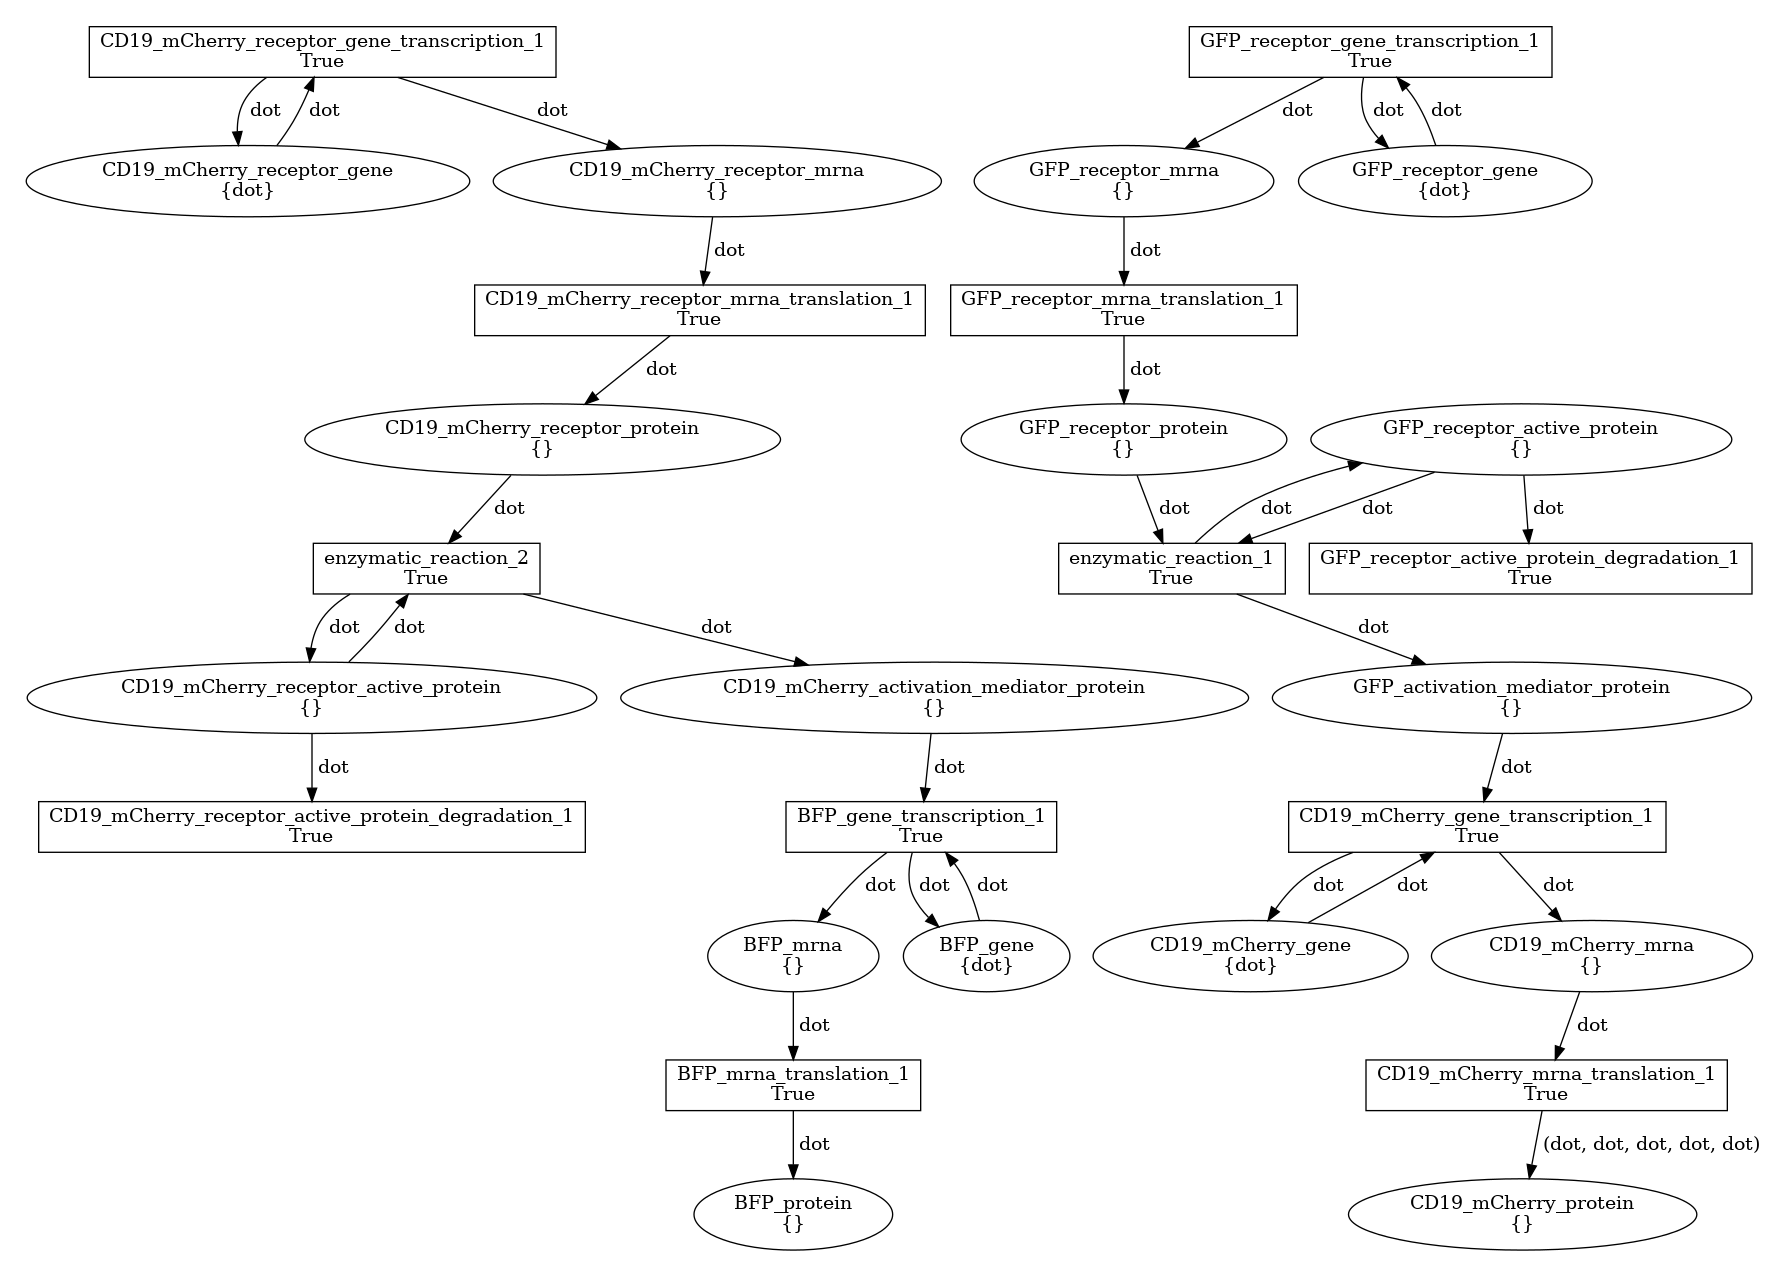 CD19_mCherry_receptor_gene_transcription_1
True
GFP_receptor_gene_transcription_1
True
dot
dot
dot
dot
dot
dot
CD19_mCherry_receptor_gene
{dot}
CD19_mCherry_receptor_mrna
{}
GFP_receptor_mrna
{}
GFP_receptor_gene
{dot}
dot
dot
CD19_mCherry_receptor_mrna_translation_1
True
GFP_receptor_mrna_translation_1
True
dot
dot
CD19_mCherry_receptor_protein
{}
GFP_receptor_protein
{}
GFP_receptor_active_protein
{}
dot
dot
dot
dot
dot
enzymatic_reaction_2
True
enzymatic_reaction_1
True
GFP_receptor_active_protein_degradation_1
True
dot
dot
dot
dot
CD19_mCherry_receptor_active_protein
{}
CD19_mCherry_activation_mediator_protein
{}
GFP_activation_mediator_protein
{}
dot
dot
dot
CD19_mCherry_receptor_active_protein_degradation_1
True
BFP_gene_transcription_1
True
CD19_mCherry_gene_transcription_1
True
dot
dot
dot
dot
dot
dot
BFP_mrna
{}
BFP_gene
{dot}
CD19_mCherry_gene
{dot}
CD19_mCherry_mrna
{}
dot
dot
BFP_mrna_translation_1
True
CD19_mCherry_mrna_translation_1
True
dot
(dot, dot, dot, dot, dot)
BFP_protein
{}
CD19_mCherry_protein
{}